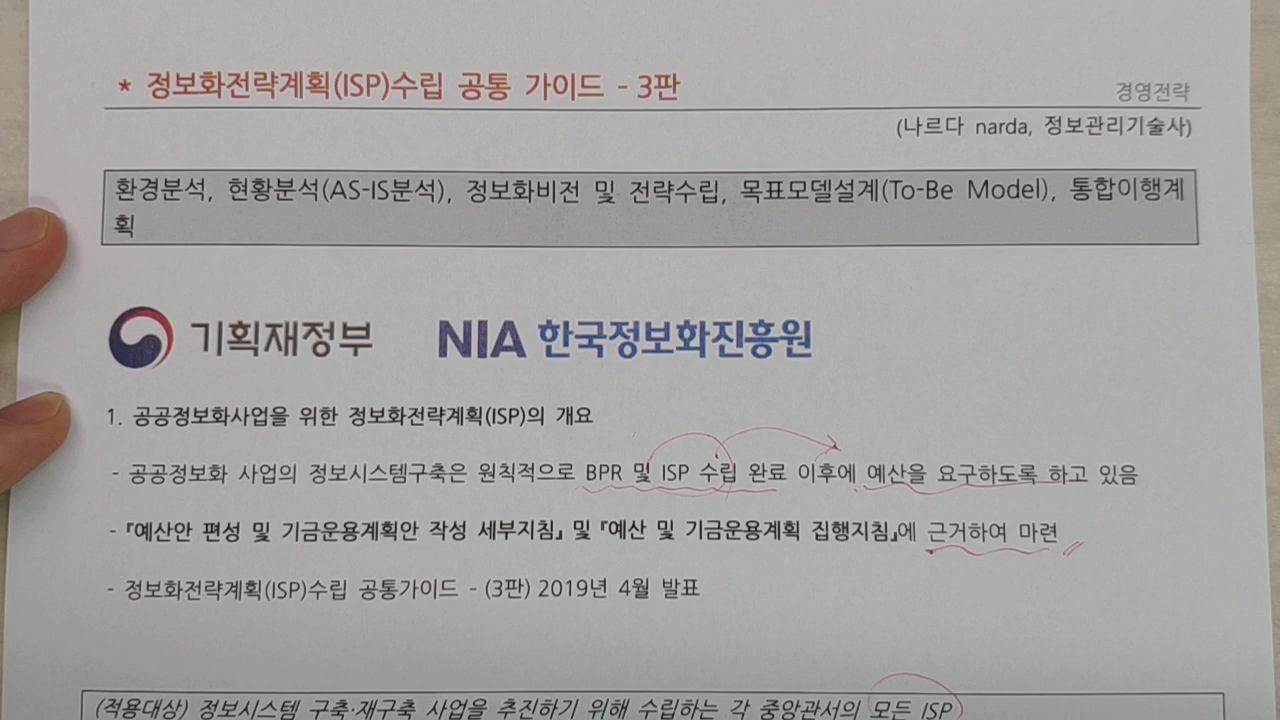 * 정보화전략계획(ISP)수립 공통 가이드 - 3판
경영전략
(나르다 narda, 정보관리기술사)
환경분석, 현황분석(AS-IS분석), 정보화비전 및 전략수립, 목표모델설계(To-Be Model), 통합이행계
획
기획재정부 NIA 한국정보화진흥원
1. 공공정보화사업을 위한 정보화전략계획(ISP)의 개요
- 공공정보화 사업의 정보시스템구축은 원칙적으로 BPR 및 ISP 수립 완료 이후에 예산을 요구하도록 하고 있음
- 『예산안 편성 및 기금운용계획안 작성 세부지침』 및 『예산 및 기금운용계획 집행지침』에 근거하여 마련
- 정보화전략계획(ISP)수립 공통가이드 - (3판) 2019년 4월 발표
(적용대상) 정보시스템 구축·재구축 사업을 추진하기 위해 수립하는 각 중앙관서의 모든 ISP